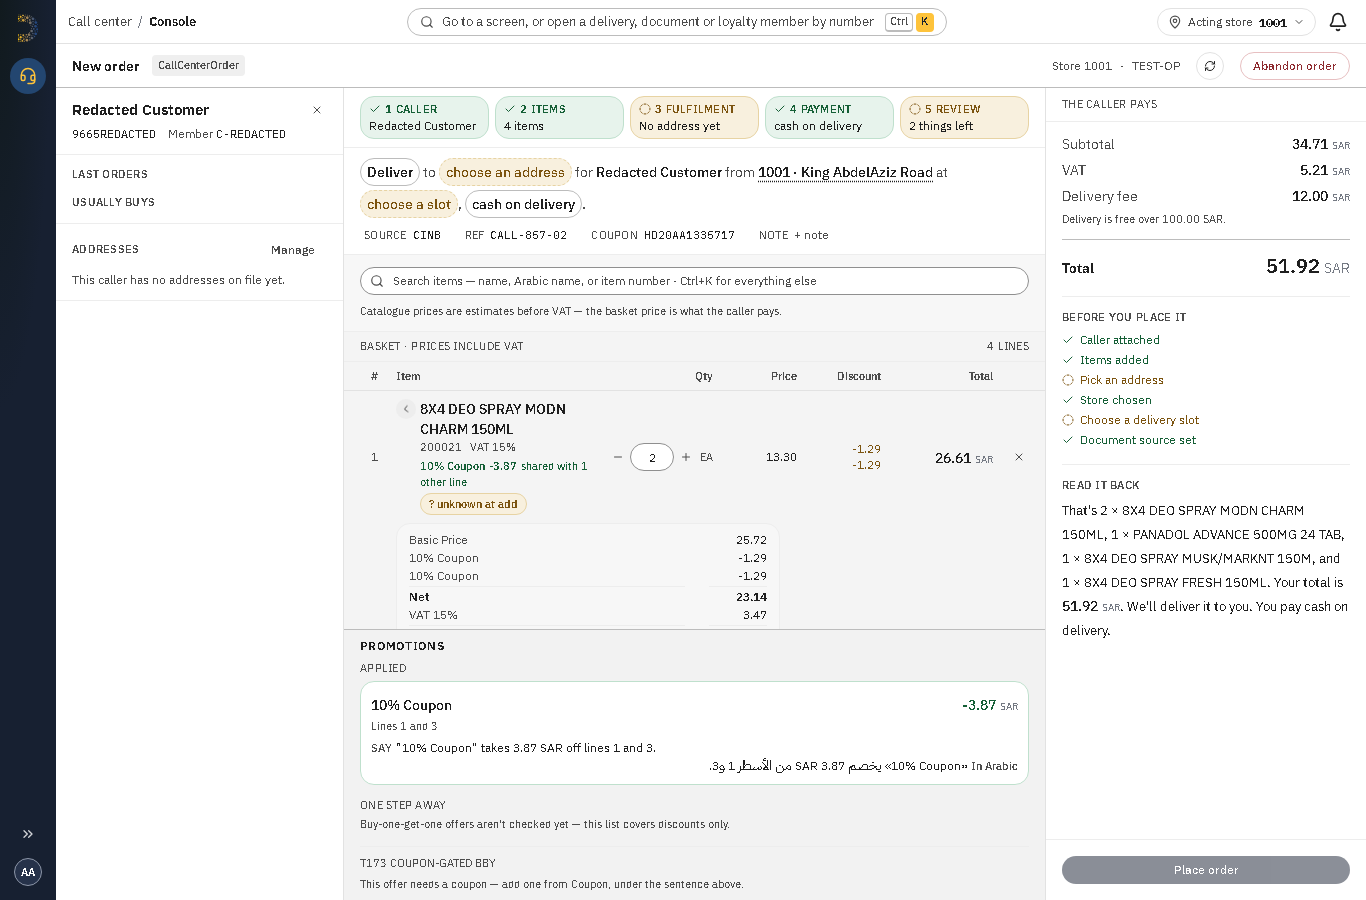 Call center / Console
Go to a screen, or open a delivery, document or loyalty member by number Ctrl K
Acting store 1001
New order CallCenterOrder
Store 1001 · TEST-OP
Abandon order
Redacted Customer
9665REDACTED Member C-REDACTED
LAST ORDERS
USUALLY BUYS
ADDRESSES Manage
This caller has no addresses on file yet.
AA
1 CALLER
Redacted Customer
2 ITEMS
4 items
3 FULFILMENT
No address yet
4 PAYMENT
cash on delivery
5 REVIEW
2 things left
Deliver to choose an address for Redacted Customer from 1001 · King AbdelAziz Road at
choose a slot , cash on delivery .
SOURCE CINB REF CALL-867-02 COUPON HD20AA1335717 NOTE + note
Search items — name, Arabic name, or item number · Ctrl+K for everything else
Catalogue prices are estimates before VAT — the basket price is what the caller pays.
BASKET · PRICES INCLUDE VAT 4 LINES
# Item Qty Price Discount Total
1
8X4 DEO SPRAY MODN
CHARM 150ML
200021 VAT 15%
10% Coupon -3.87 shared with 1
other line
? unknown at add
− 2 + EA 13.30
-1.29
-1.29
26.61 SAR
Basic Price 25.72
10% Coupon -1.29
10% Coupon -1.29
Net 23.14
VAT 15% 3.47
PROMOTIONS
APPLIED
10% Coupon -3.87 SAR
Lines 1 and 3
SAY "10% Coupon" takes 3.87 SAR off lines 1 and 3.
In Arabic «10% Coupon» يخصم 3.87 SAR من الأسطر 1 و3.
ONE STEP AWAY
Buy-one-get-one offers aren't checked yet — this list covers discounts only.
T173 COUPON-GATED BBY
This offer needs a coupon — add one from Coupon, under the sentence above.
THE CALLER PAYS
Subtotal 34.71 SAR
VAT 5.21 SAR
Delivery fee 12.00 SAR
Delivery is free over 100.00 SAR.
Total 51.92 SAR
BEFORE YOU PLACE IT
Caller attached
Items added
Pick an address
Store chosen
Choose a delivery slot
Document source set
READ IT BACK
That's 2 × 8X4 DEO SPRAY MODN CHARM
150ML, 1 × PANADOL ADVANCE 500MG 24 TAB,
1 × 8X4 DEO SPRAY MUSK/MARKNT 150M, and
1 × 8X4 DEO SPRAY FRESH 150ML. Your total is
51.92 SAR. We'll deliver it to you. You pay cash on
delivery.
Place order